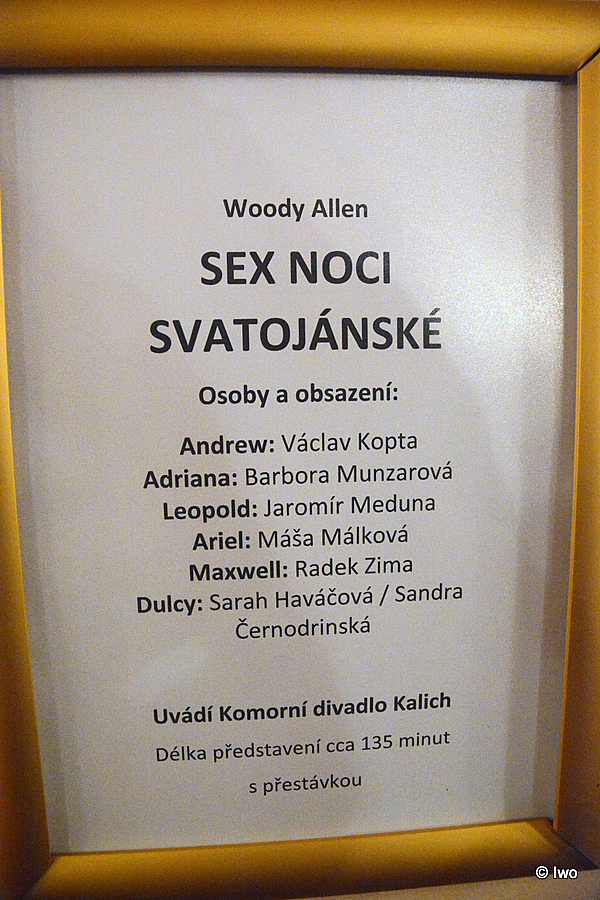 Woody Allen
SEX NOCI
SVATOJÁNSKÉ
Osoby a obsazení:
Andrew: Václav Kopta
Adriana: Barbora Munzarová
Leopold: Jaromír Meduna
Ariel: Máša Málková
Maxwell: Radek Zima
Dulcy: Sarah Haváčová / Sandra
Černodrinská
Uvádí Komorní divadlo Kalich
Délka představení cca 135 minut
s přestávkou
© Iwo